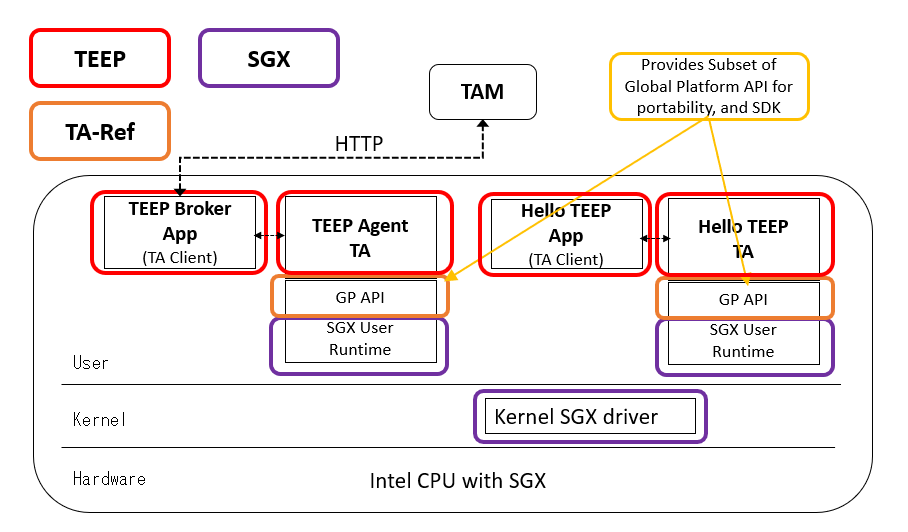 TEEP
SGX
TA-Ref
TAM
Provides Subset of
Global Platform API for
portability, and SDK
HTTP
TEEP Broker
App
(TA Client)
TEEP Agent
TA
Hello TEEP
App
(TA Client)
Hello TEEP
TA
GP API
GP API
SGX User
Runtime
SGX User
Runtime
User
Kernel
Kernel SGX driver
Hardware
Intel CPU with SGX